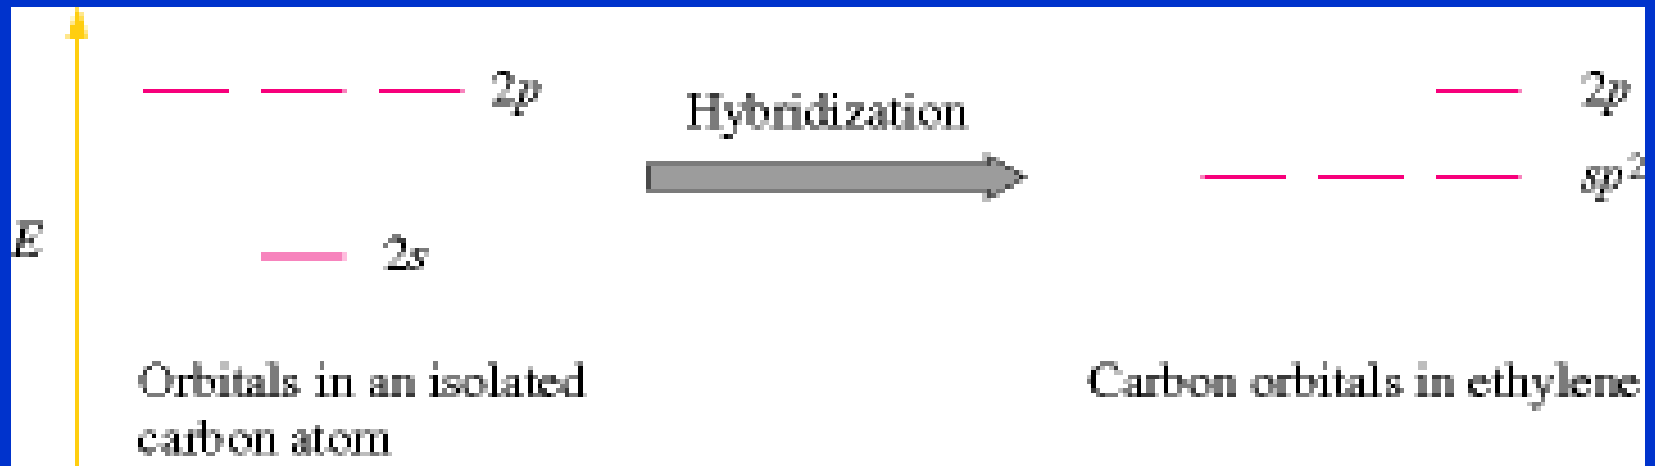 2p
Hybridization
2p
sp²
E
2s
Orbitals in an isolated
carbon atom
Carbon orbitals in ethylene